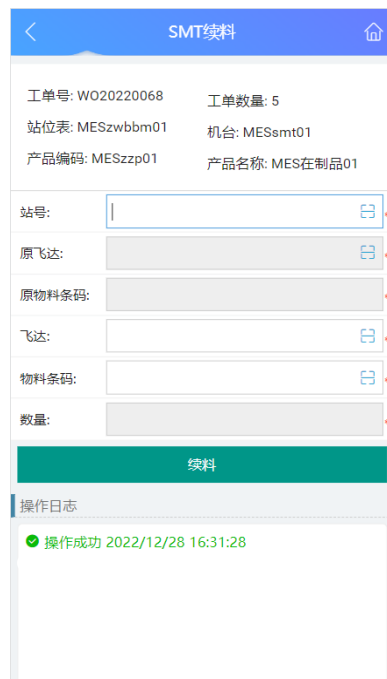 SMT续料
工单号: WO20220068
工单数量: 5
站位表: MESzwbbm01
机台: MESsmt01
产品编码: MESzzp01
产品名称: MES在制品01
站号:
原飞达:
原物料条码:
飞达:
物料条码:
数量:
续料
操作日志
操作成功 2022/12/28 16:31:28